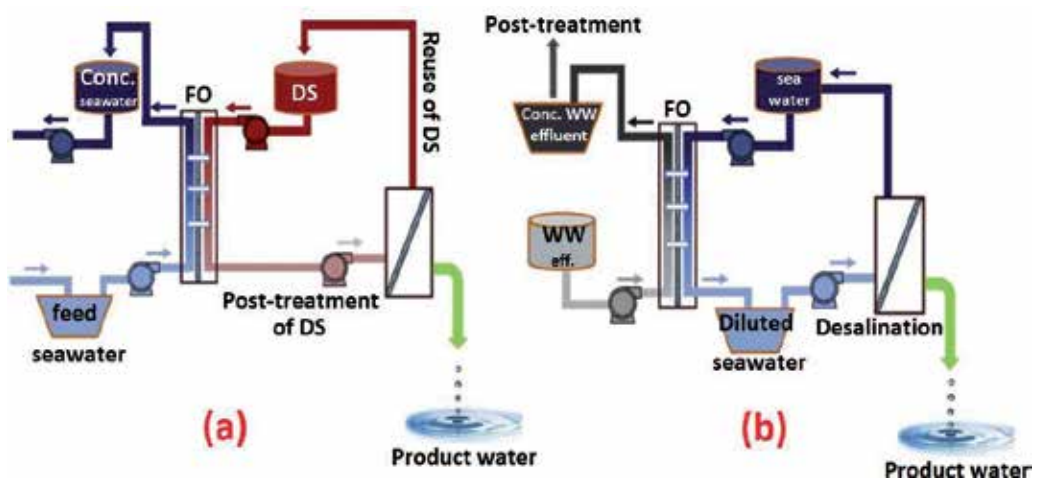 Conc.
seawater
FO
DS
Reuse of DS
feed
seawater
Post-treatment
of DS
(a)
Product water
Post-treatment
Conc. WW
effluent
FO
sea
water
WW
eff.
Diluted
seawater
Desalination
(b)
Product water